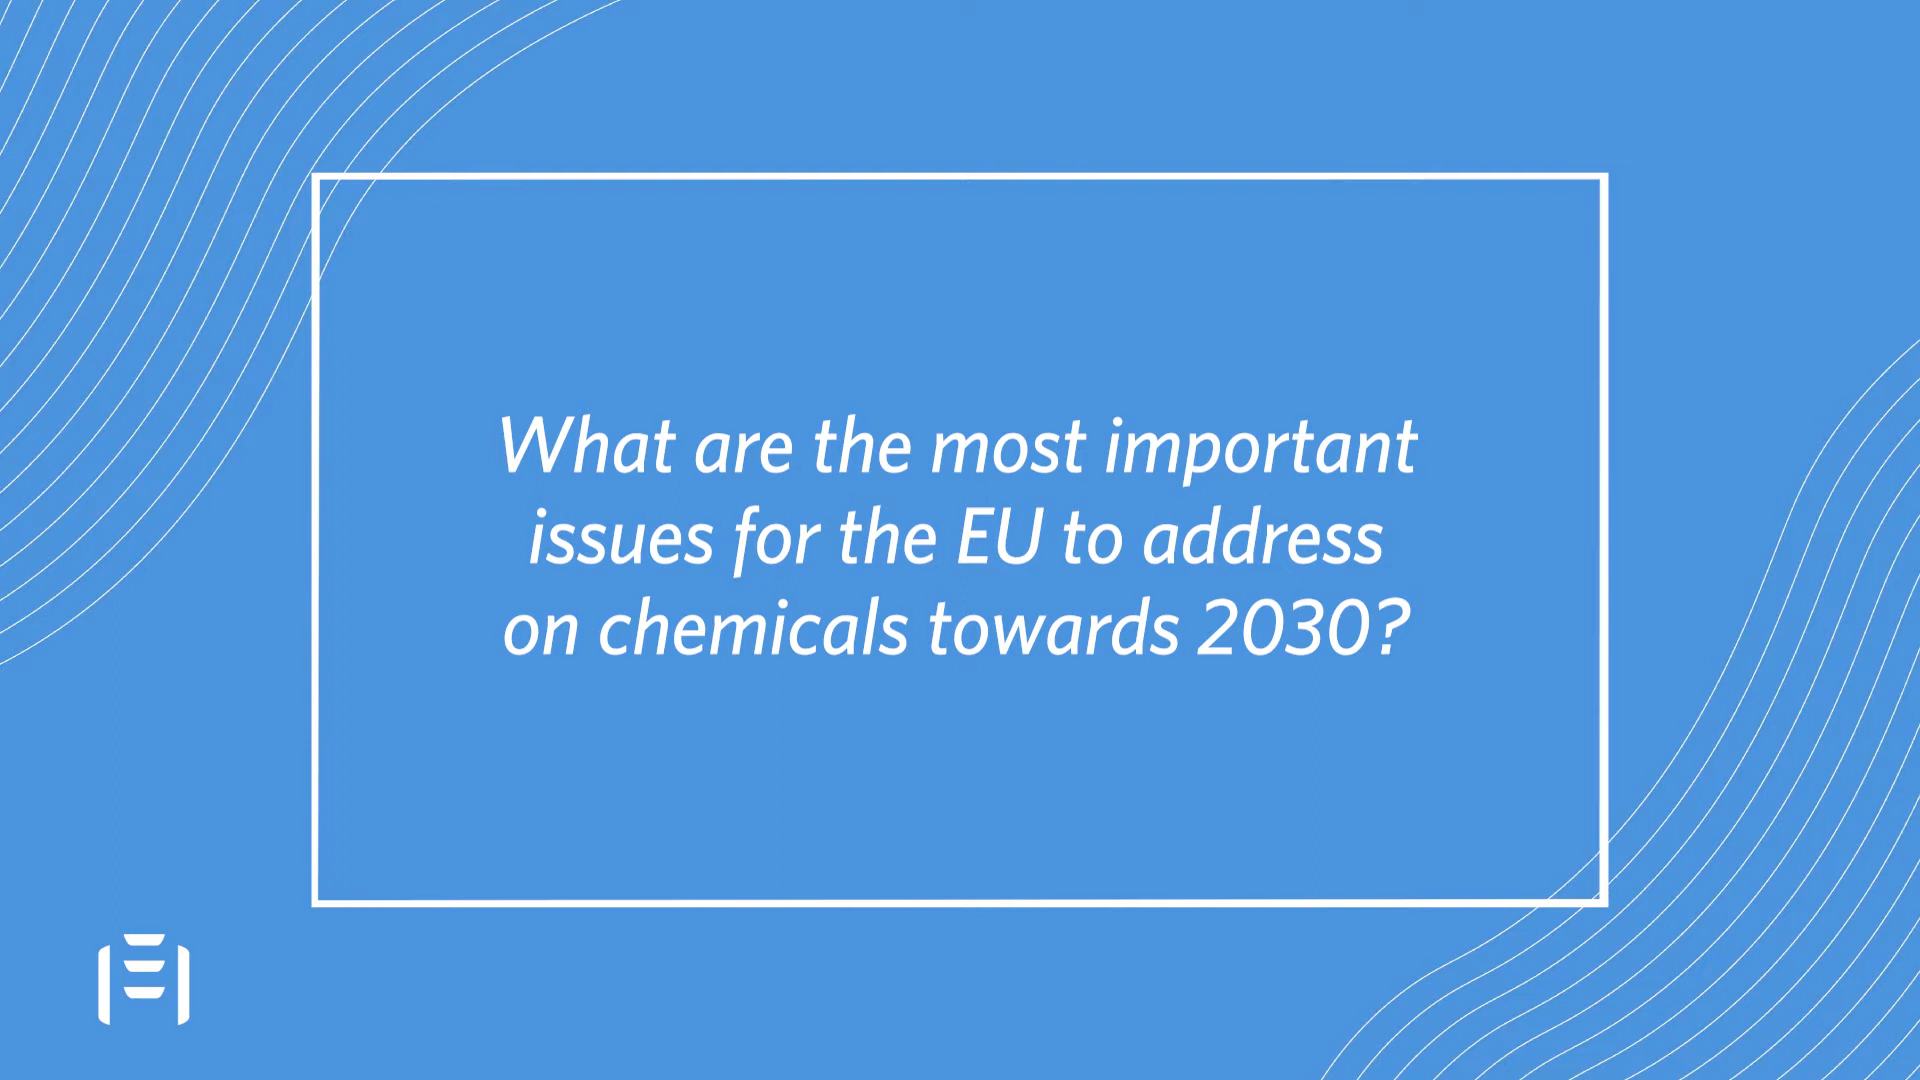 What are the most important
issues for the EU to address
on chemicals towards 2030?